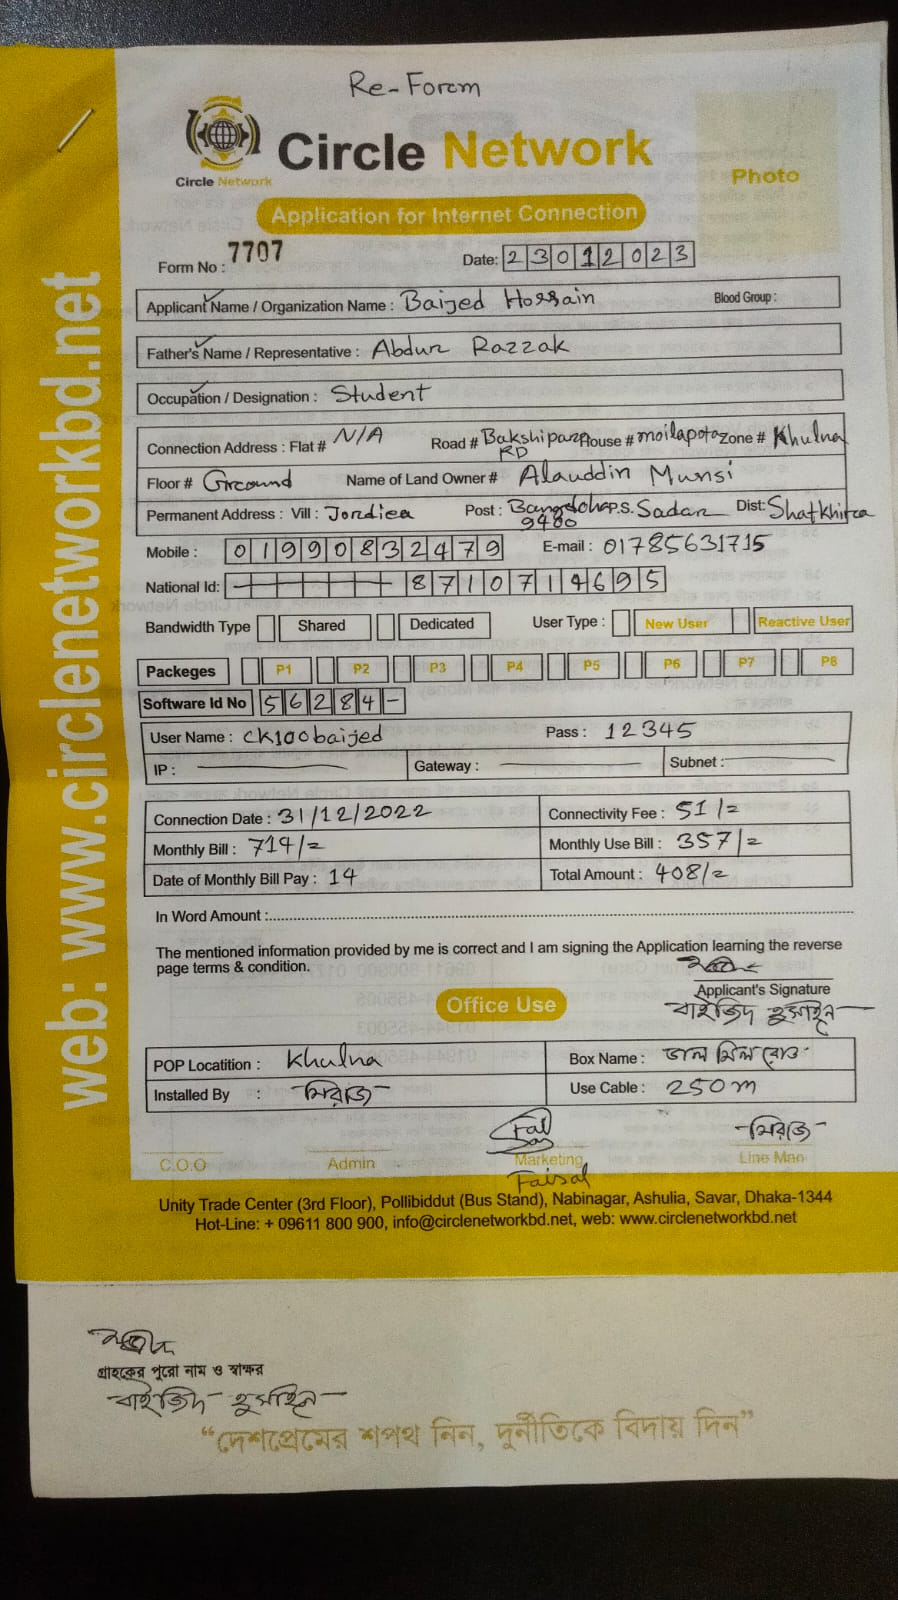 Re-Forom
Circle Network
Circle Network
Photo
Application for Internet Connection
Form No : 7707
Date: 23012023
Applicant Name / Organization Name : Baijed Hossain Blood Group :
Father's Name / Representative : Abdur Razzak
Occupation / Designation : Student
Connection Address : Flat # N/A Road # Bakshipara RD House # moilapota Zone # Khulna
Floor # Ground Name of Land Owner # Alauddin Munsi
Permanent Address : Vill : Jordiea Post : 9400 P.S. Sadar Dist: Shatkhira
Mobile : 01990832479 E-mail : 01785631715
National Id: 8710714695
Bandwidth Type Shared Dedicated User Type : New User Reactive User
Packeges P1 P2 P3 P4 P5 P6 P7 P8
Software Id No 56284-
User Name : ck100baijed Pass : 12345
IP : Gateway : Subnet :
Connection Date : 31/12/2022 Connectivity Fee : 51/=
Monthly Bill : 714/= Monthly Use Bill : 357/=
Date of Monthly Bill Pay : 14 Total Amount : 408/=
In Word Amount :
The mentioned information provided by me is correct and I am signing the Application learning the reverse
page terms & condition.
Applicant's Signature
বাইজিদ হুসাইন
Office Use
POP Locatition : Khulna Box Name : ডাল মিল রোড
Installed By : মিরাজ Use Cable : 250m
মিরাজ
C.O.O Admin Marketing Line Man
Faisal
Unity Trade Center (3rd Floor), Pollibiddut (Bus Stand), Nabinagar, Ashulia, Savar, Dhaka-1344
Hot-Line: + 09611 800 900, info@circlenetworkbd.net, web: www.circlenetworkbd.net
web: www.circlenetworkbd.net
গ্রাহকের পুরো নাম ও স্বাক্ষর
বাইজিদ হুসাইন
“দেশপ্রেমের শপথ নিন, দুর্নীতিকে বিদায় দিন”